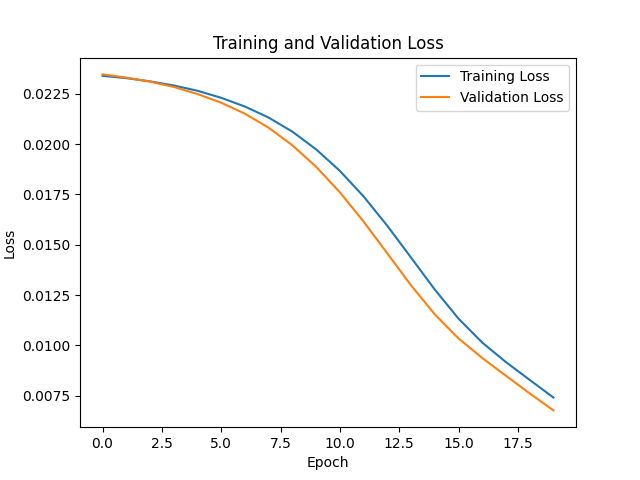 Training and Validation Loss
Training Loss
Validation Loss
0.0225
0.0200
0.0175
0.0150
0.0125
0.0100
0.0075
Loss
0.0 2.5 5.0 7.5 10.0 12.5 15.0 17.5
Epoch